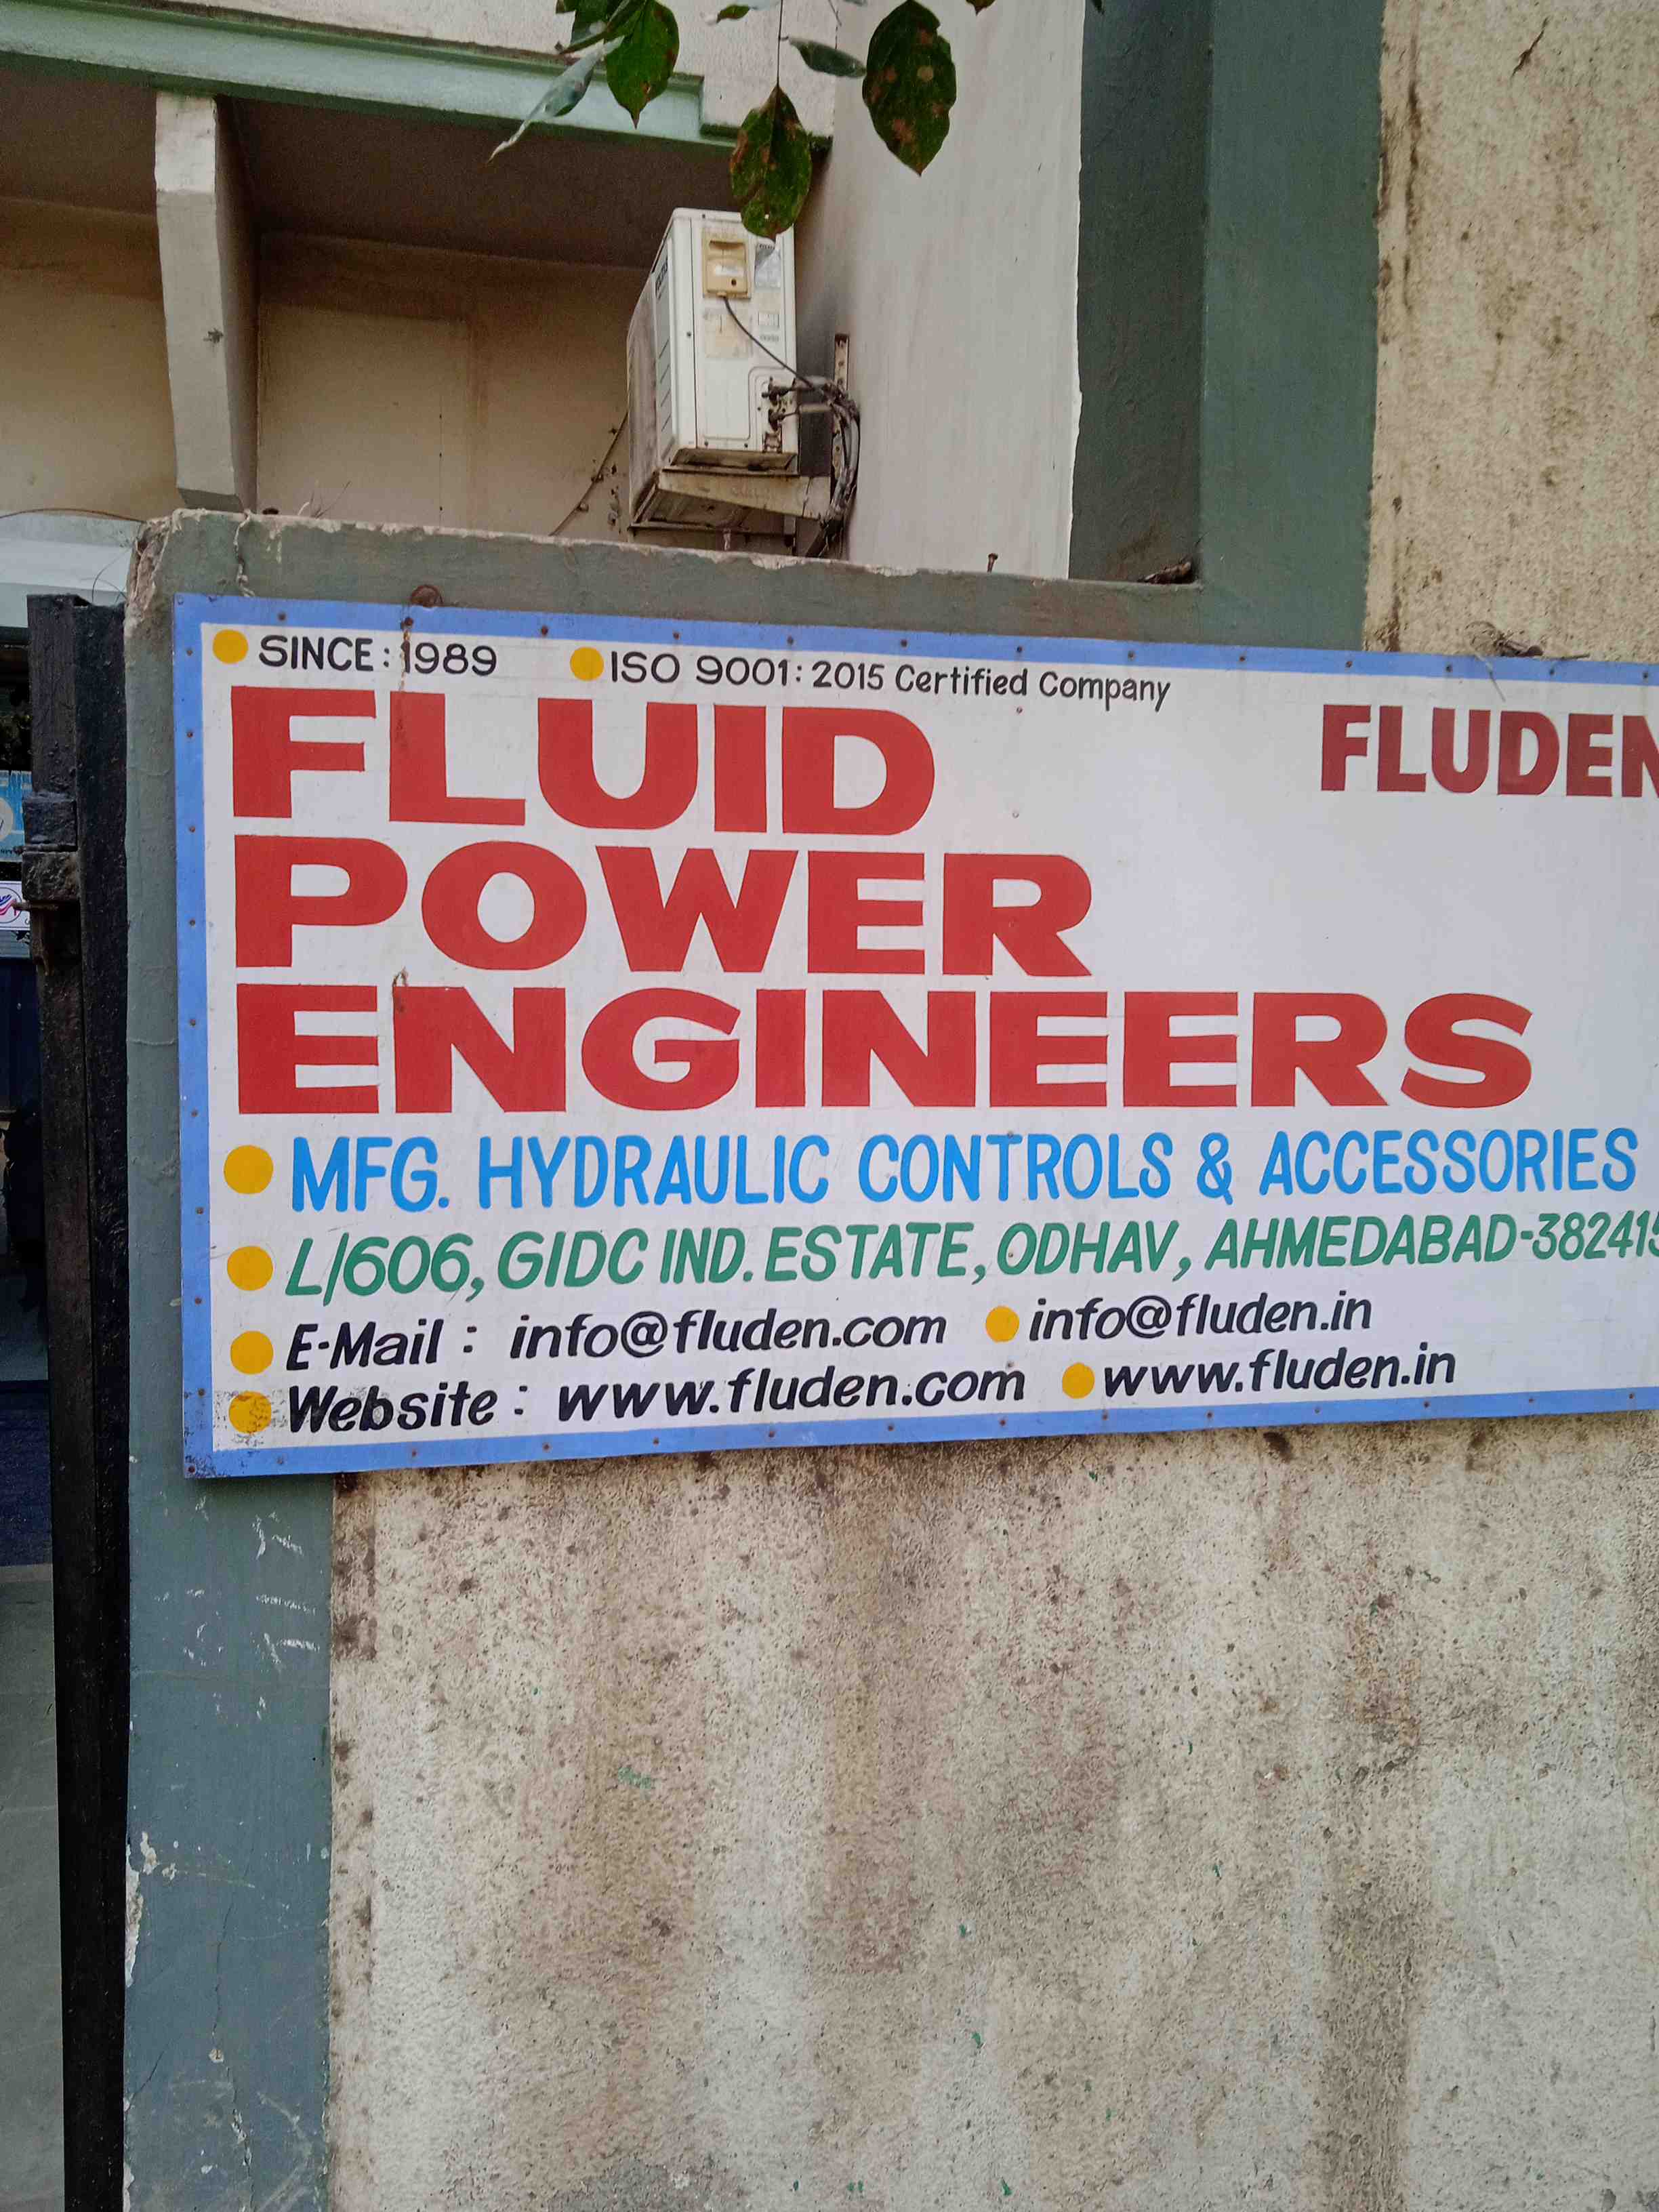 SINCE : 1989 ISO 9001 : 2015 Certified Company
FLUDEN
FLUID
POWER
ENGINEERS
MFG. HYDRAULIC CONTROLS & ACCESSORIES
L/606, GIDC IND. ESTATE, ODHAV, AHMEDABAD-382415
E-Mail : info@fluden.com info@fluden.in
Website : www.fluden.com www.fluden.in